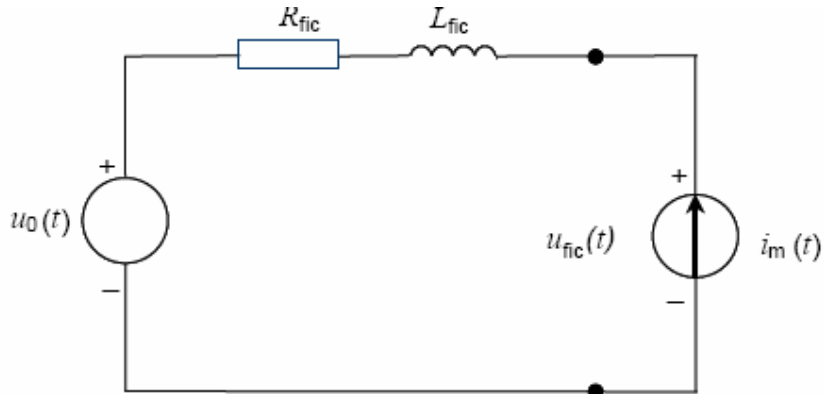 R_fic L_fic
+
u_0(t)
−
+
u_fic(t)
i_m(t)
−